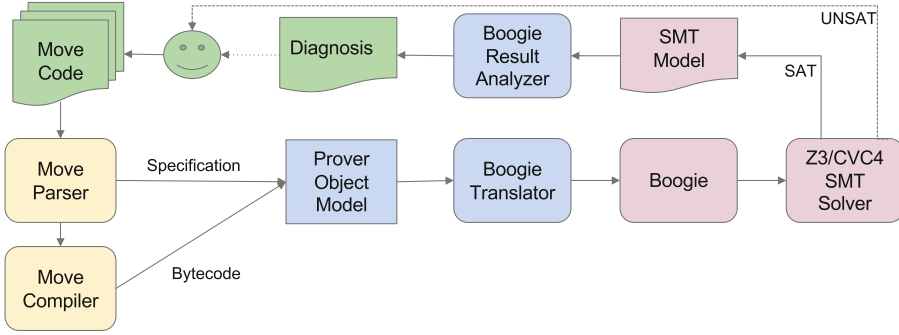 UNSAT
Move
Code
Diagnosis
Boogie
Result
Analyzer
SMT
Model
SAT
Move
Parser
Specification
Prover
Object
Model
Boogie
Translator
Boogie
Z3/CVC4
SMT
Solver
Move
Compiler
Bytecode